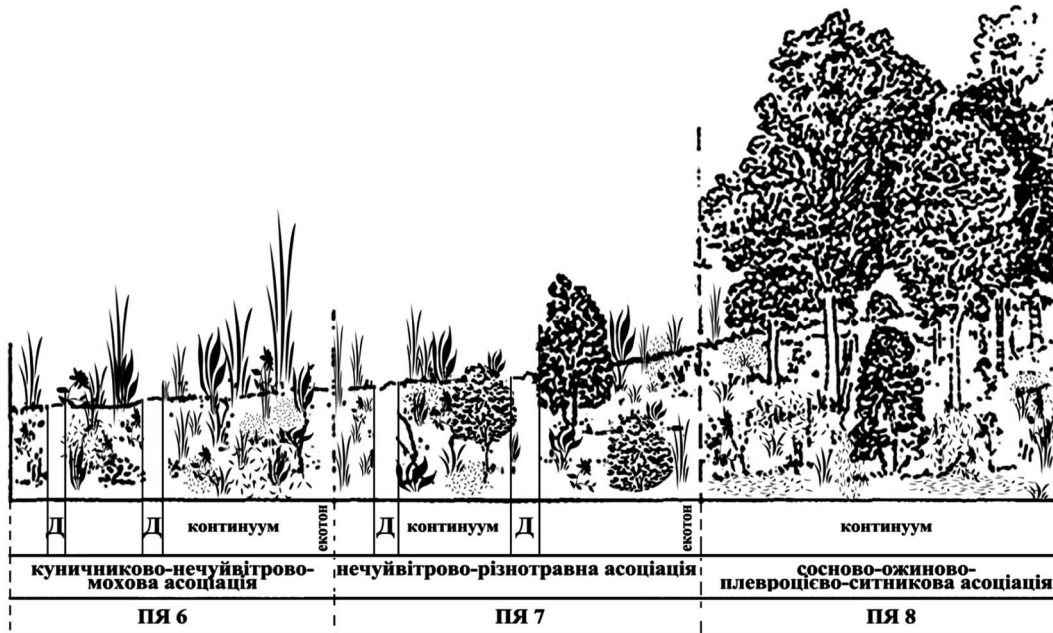 Д Д континуум екотон Д континуум Д екотон континуум
куничниково-нечуйвітрово-
мохова асоціація
нечуйвітрово-різнотравна асоціація
сосново-ожиново-
плевроцієво-ситникова асоціація
ПЯ 6 ПЯ 7 ПЯ 8